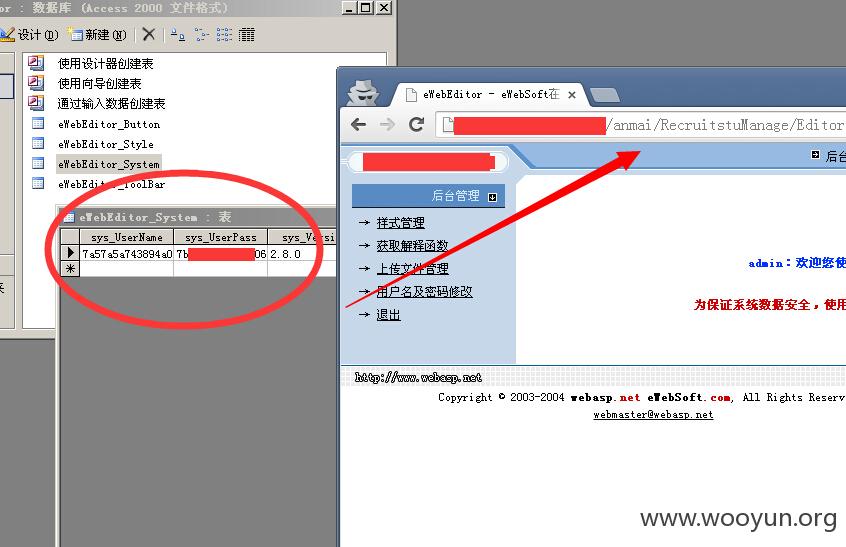 or : 数据库 (Access 2000 文件格式)
设计(D) 新建(N)
使用设计器创建表
使用向导创建表
通过输入数据创建表
eWebEditor_Button
eWebEditor_Style
eWebEditor_System
eWebEditor_ToolBar
eWebEditor_System : 表
sys_UserName sys_UserPass sys_Versi
7a57a5a743894a0 7b 06 2.8.0
eWebEditor - eWebSoft在
/anmai/RecruitstuManage/Editor
后台
后台管理
样式管理
获取解释函数
上传文件管理
用户名及密码修改
退出
admin：欢迎您使
为保证系统数据安全，使用
http://www.webasp.net
Copyright © 2003-2004 webasp.net eWebSoft.com, All Rights Reserv
webmaster@webasp.net
www.wooyun.org